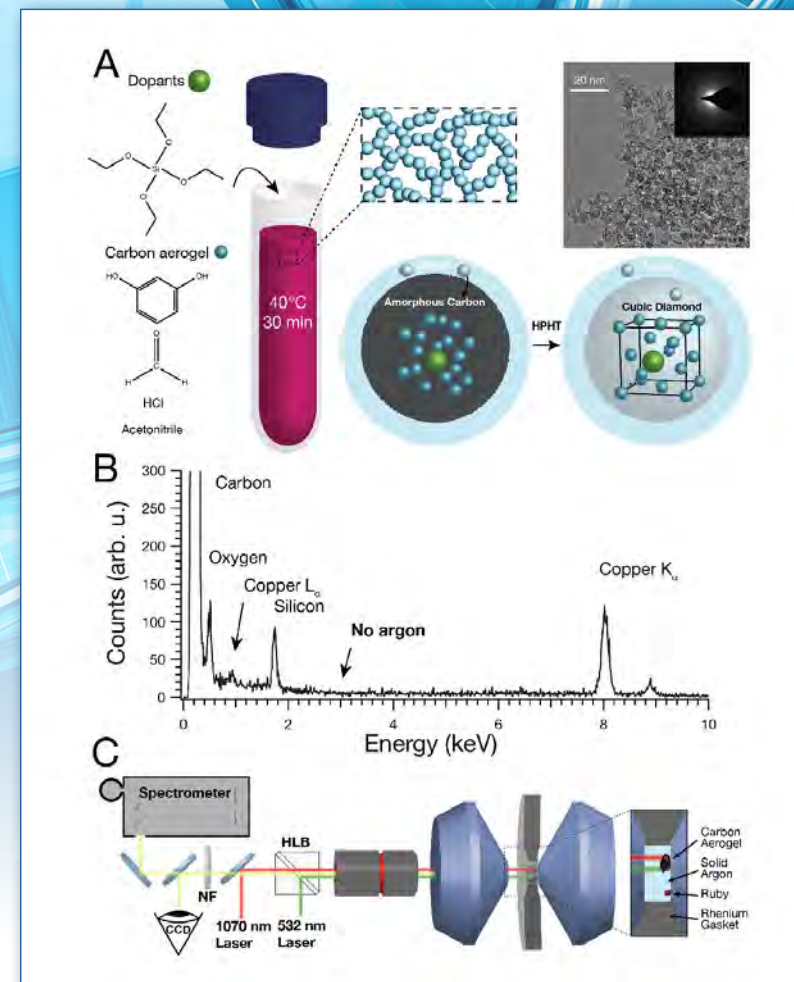 A
Dopants
O
O
Si
O
O
Carbon aerogel
HO
OH
O
H
H
HCl
Acetonitrile
40°C
30 min
20 nm
Amorphous Carbon
HPHT
Cubic Diamond
B
Counts (arb. u.)
300
250
200
150
100
50
0
Carbon
Oxygen
Copper Lα
Silicon
No argon
Copper Kα
0
2
4
6
8
10
Energy (keV)
C
Spectrometer
HLB
NF
CCD
1070 nm
Laser
532 nm
Laser
Carbon
Aerogel
Solid
Argon
Ruby
Rhenium
Gasket